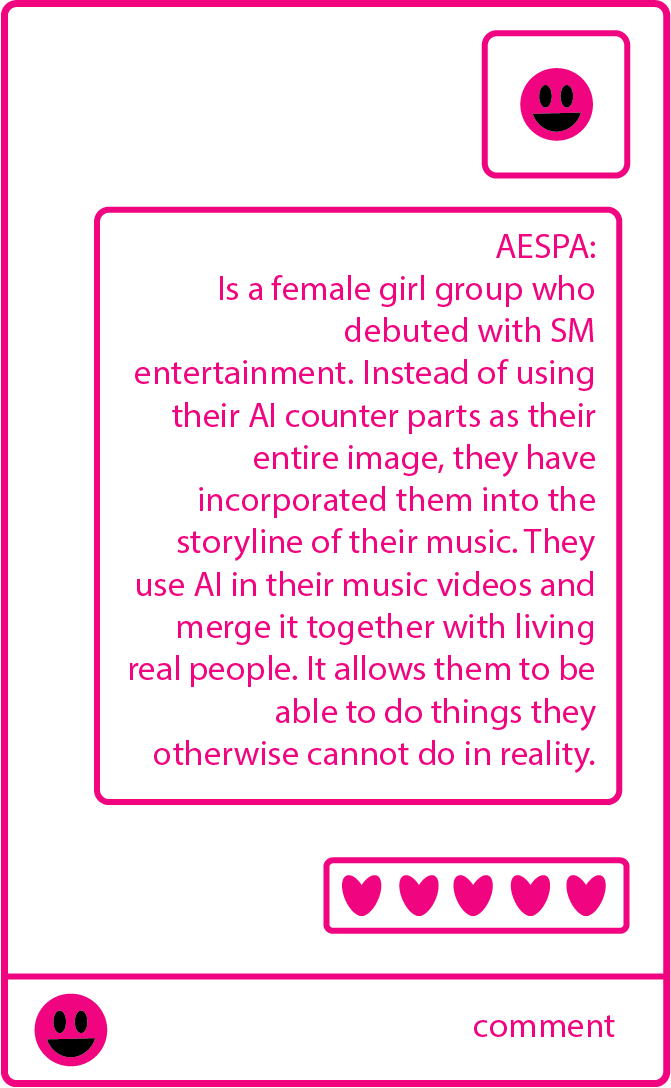 AESPA:
Is a female girl group who
debuted with SM
entertainment. Instead of using
their AI counter parts as their
entire image, they have
incorporated them into the
storyline of their music. They
use AI in their music videos and
merge it together with living
real people. It allows them to be
able to do things they
otherwise cannot do in reality.
comment